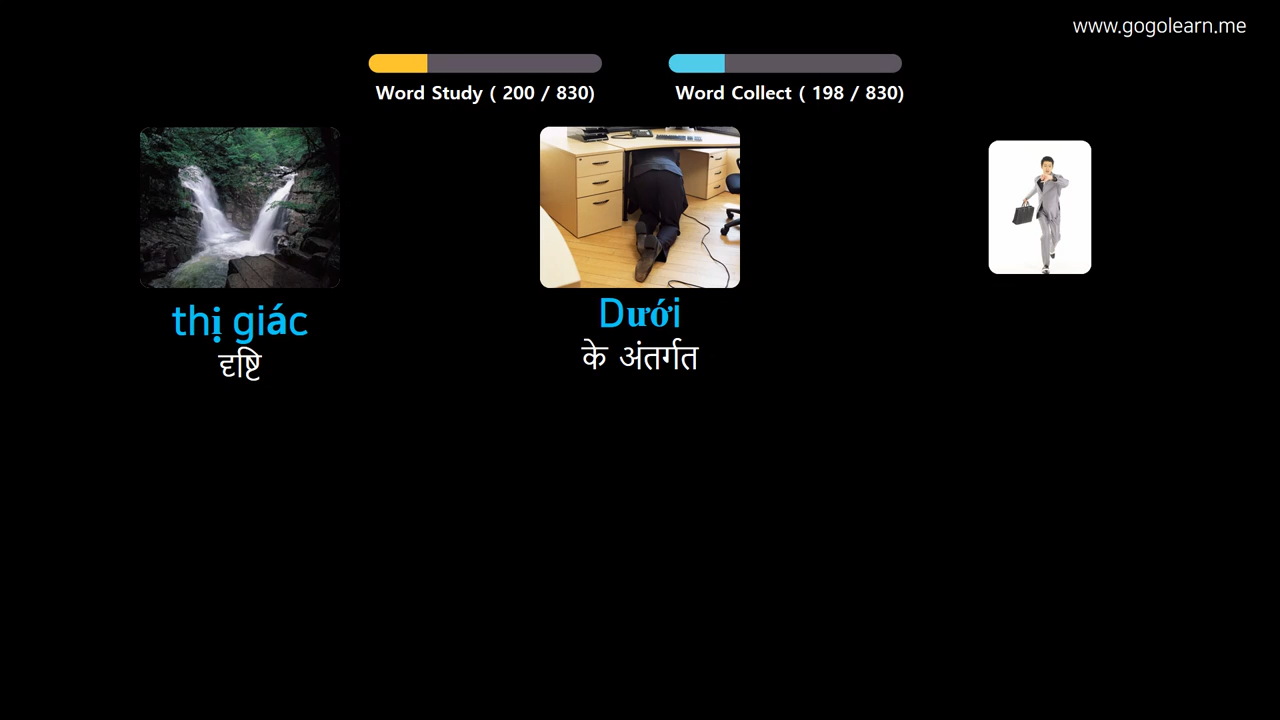 www.gogolearn.me
Word Study ( 200 / 830)
Word Collect ( 198 / 830)
thị giác
दृष्टि
Dưới
के अंतर्गत